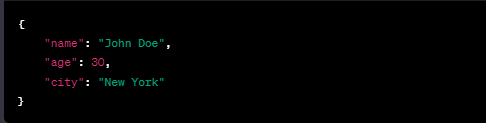 {
    "name": "John Doe",
    "age": 30,
    "city": "New York"
}